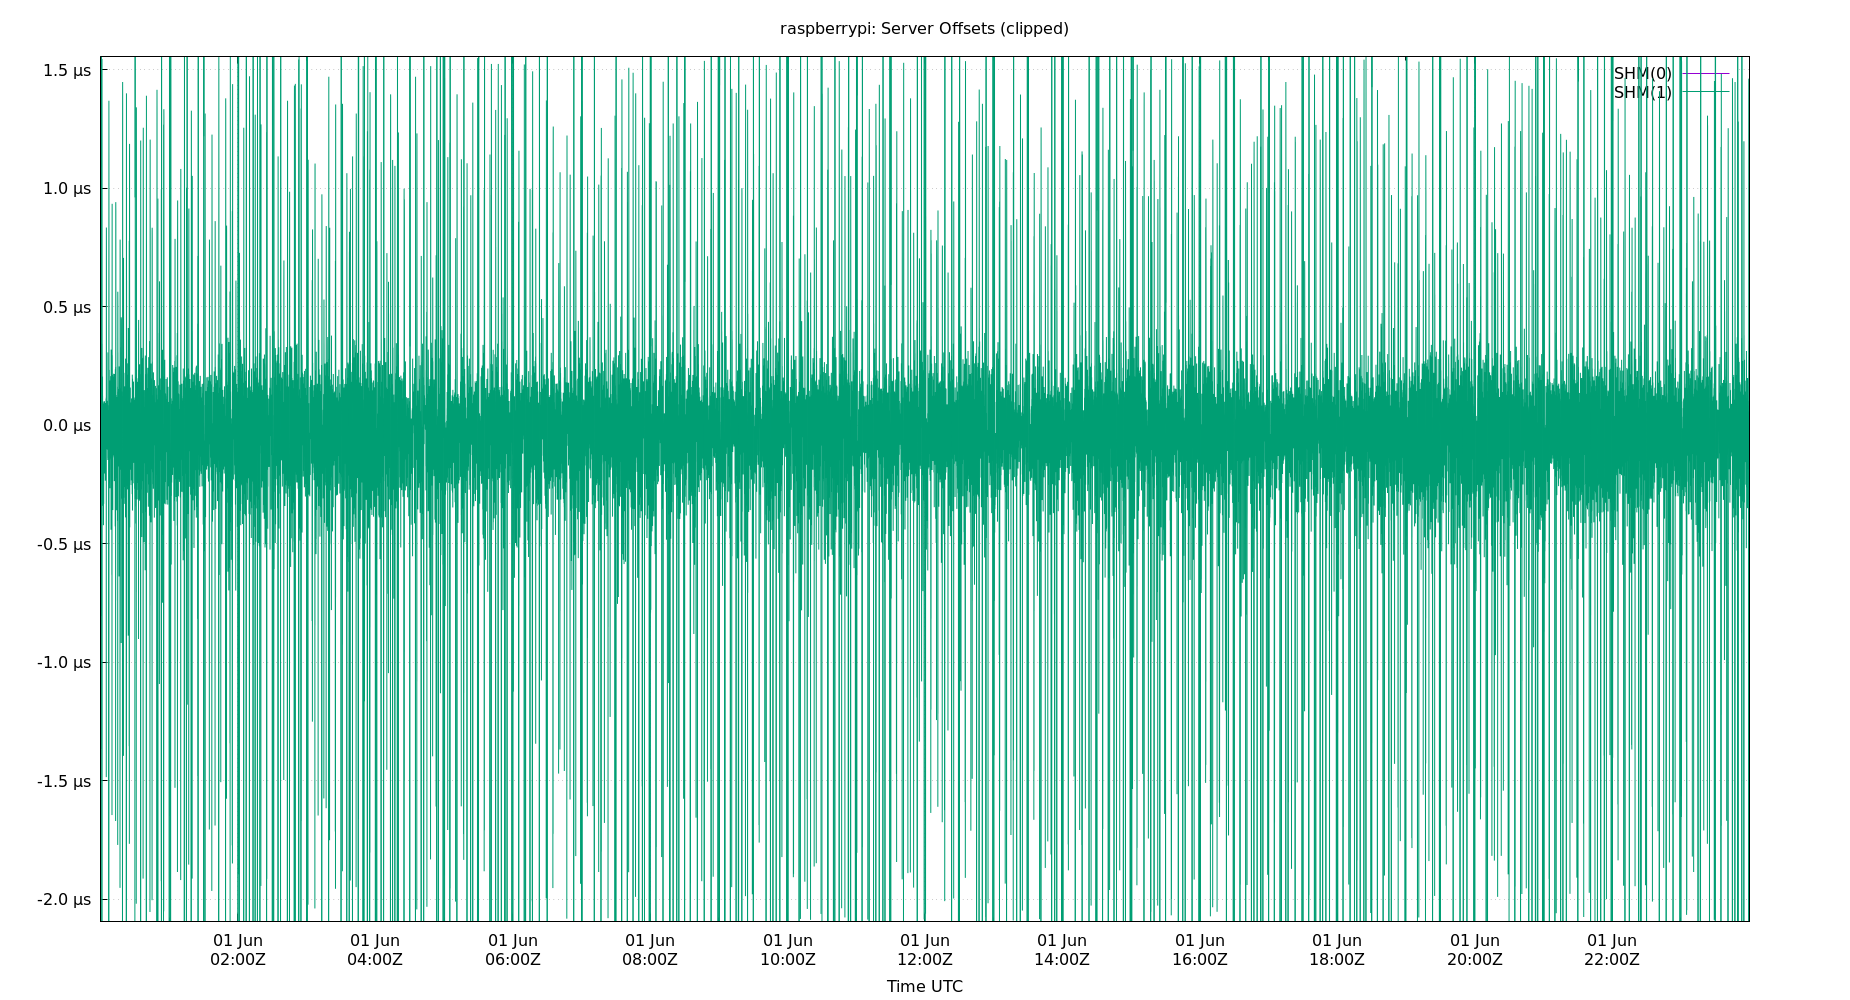 raspberrypi: Server Offsets (clipped)
SHM(0)
SHM(1)
1.5 µs
1.0 µs
0.5 µs
0.0 µs
-0.5 µs
-1.0 µs
-1.5 µs
-2.0 µs
01 Jun 01 Jun 01 Jun 01 Jun 01 Jun 01 Jun 01 Jun 01 Jun 01 Jun 01 Jun 01 Jun
02:00Z 04:00Z 06:00Z 08:00Z 10:00Z 12:00Z 14:00Z 16:00Z 18:00Z 20:00Z 22:00Z
Time UTC